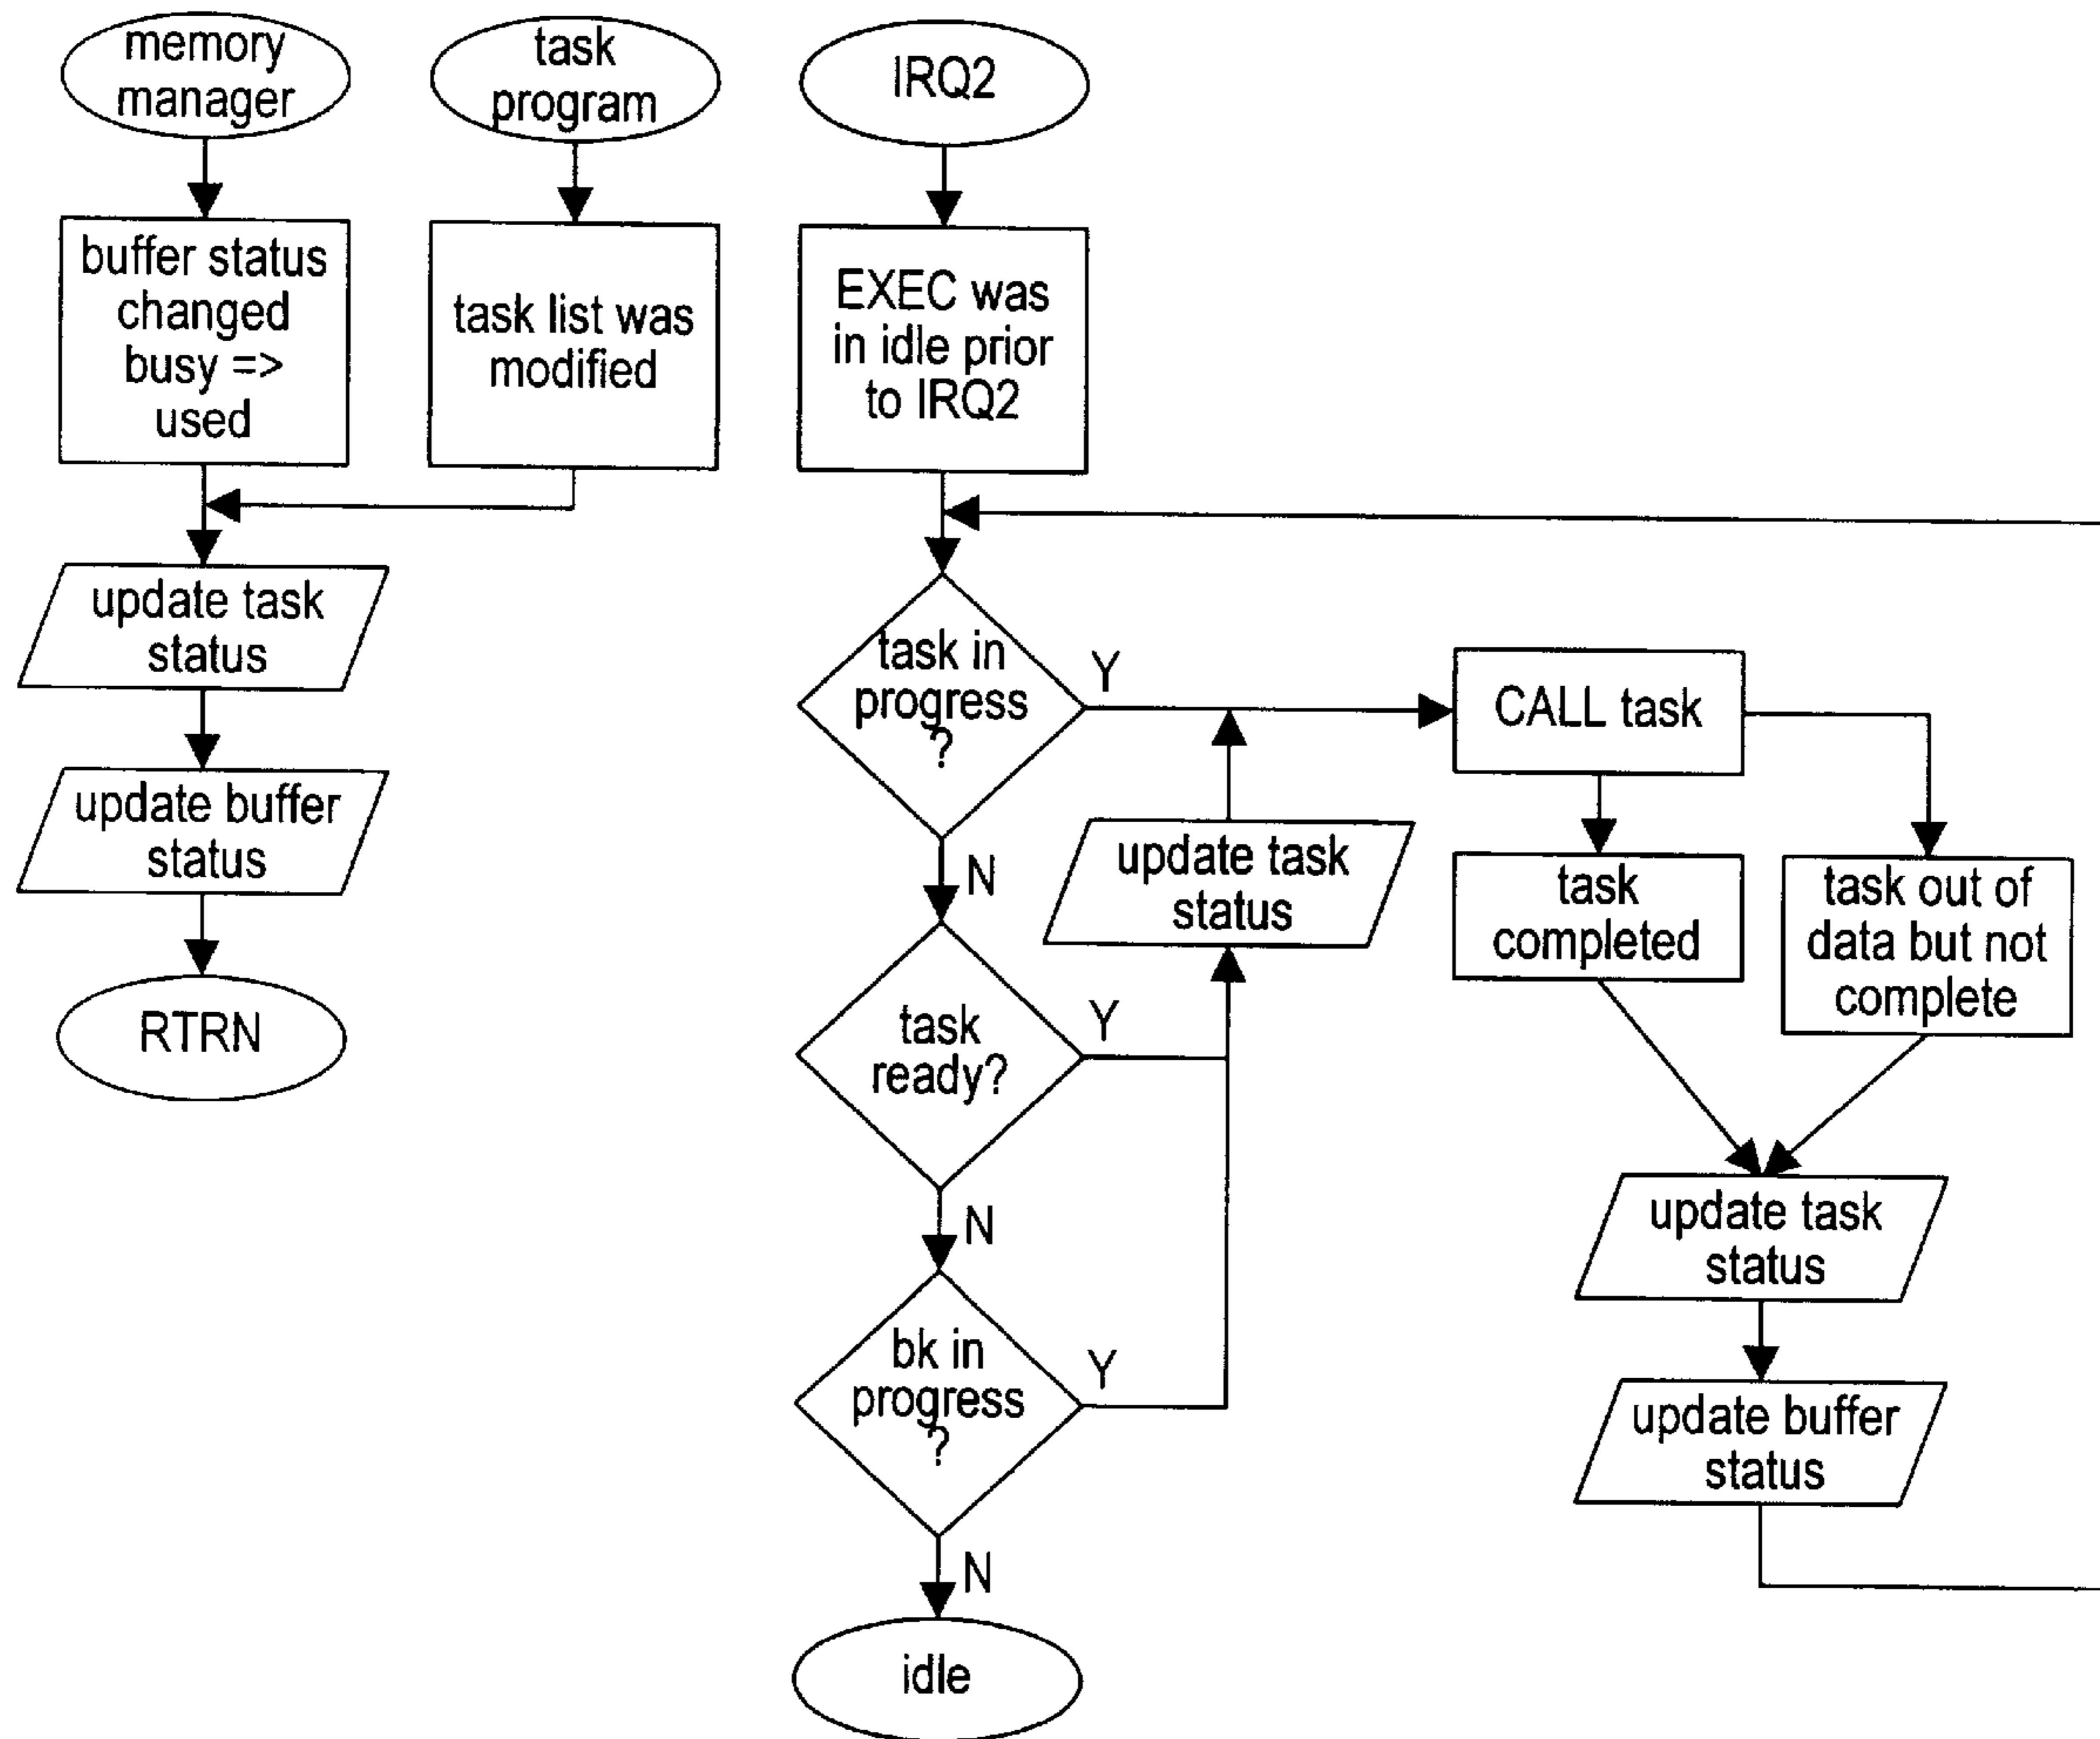 memory
manager
buffer status
changed
busy =>
used
task
program
task list was
modified
update task
status
update buffer
status
RTRN
IRQ2
EXEC was
in idle prior
to IRQ2
task in
progress
?
Y
N
task
ready?
Y
N
bk in
progress
?
Y
N
idle
update task
status
CALL task
task
completed
task out of
data but not
complete
update task
status
update buffer
status